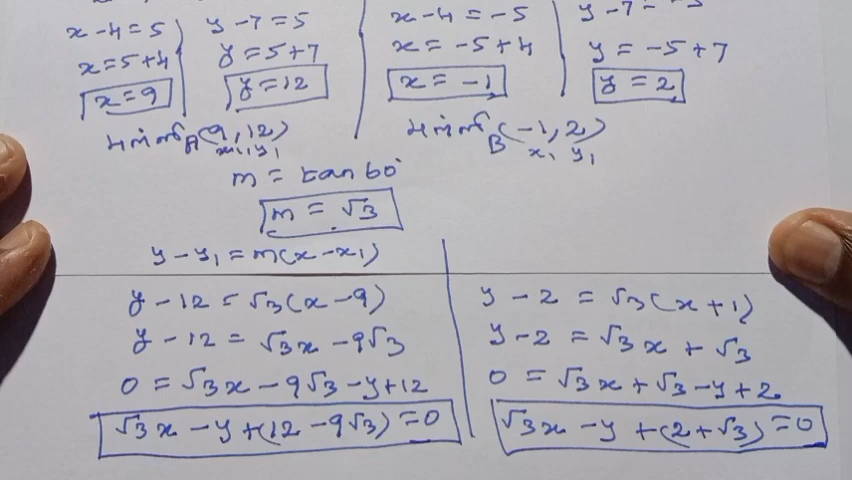 x - 4 = 5
x = 5 + 4
x = 9
y - 7 = 5
y = 5 + 7
y = 12
x - 4 = -5
x = -5 + 4
x = -1
y - 7 = -5
y = -5 + 7
y = 2
A(9, 12)
x₁, y₁
B(-1, 2)
x₁ y₁
m = tan 60°
m = √3
y - y₁ = m(x - x₁)
y - 12 = √3(x - 9)
y - 12 = √3x - 9√3
0 = √3x - 9√3 - y + 12
√3x - y + (12 - 9√3) = 0
y - 2 = √3(x + 1)
y - 2 = √3x + √3
0 = √3x + √3 - y + 2
√3x - y + (2 + √3) = 0